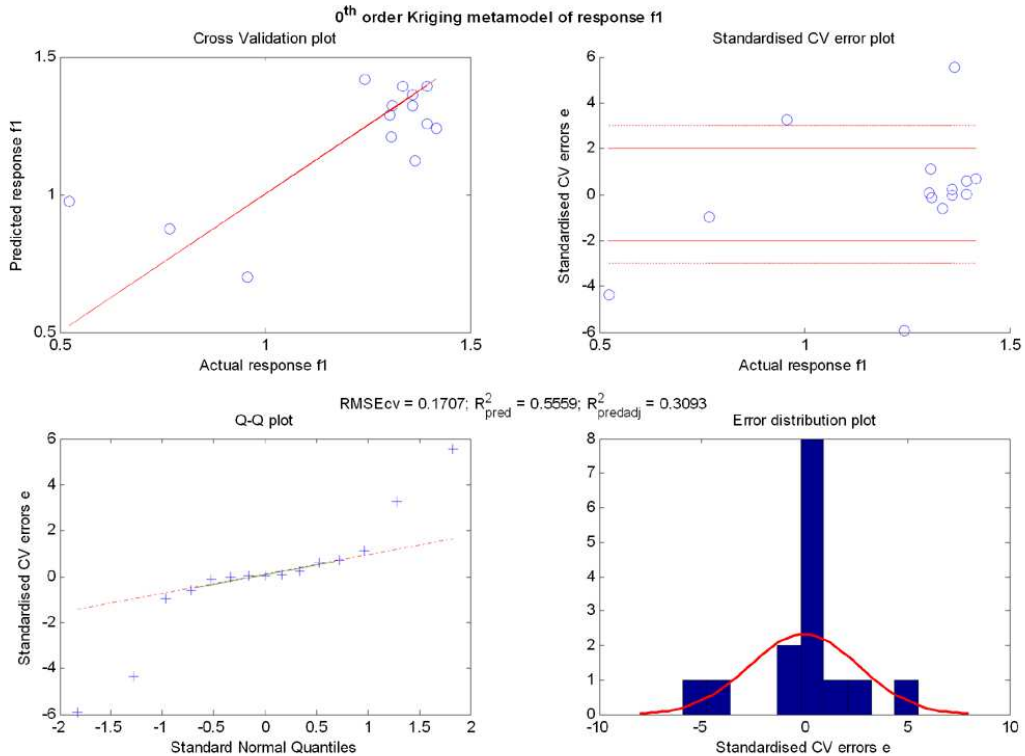 0th order Kriging metamodel of response f1
Cross Validation plot
1.5
1
0.5
0.5 1 1.5
Predicted response f1
Actual response f1
Standardised CV error plot
6
4
2
0
-2
-4
-6
0.5 1 1.5
Standardised CV errors e
Actual response f1
RMSEcv = 0.1707; R²pred = 0.5559; R²predadj = 0.3093
Q-Q plot
6
4
2
0
-2
-4
-6
-2 -1.5 -1 -0.5 0 0.5 1 1.5 2
Standardised CV errors e
Standard Normal Quantiles
Error distribution plot
8
7
6
5
4
3
2
1
0
-10 -5 0 5 10
Standardised CV errors e